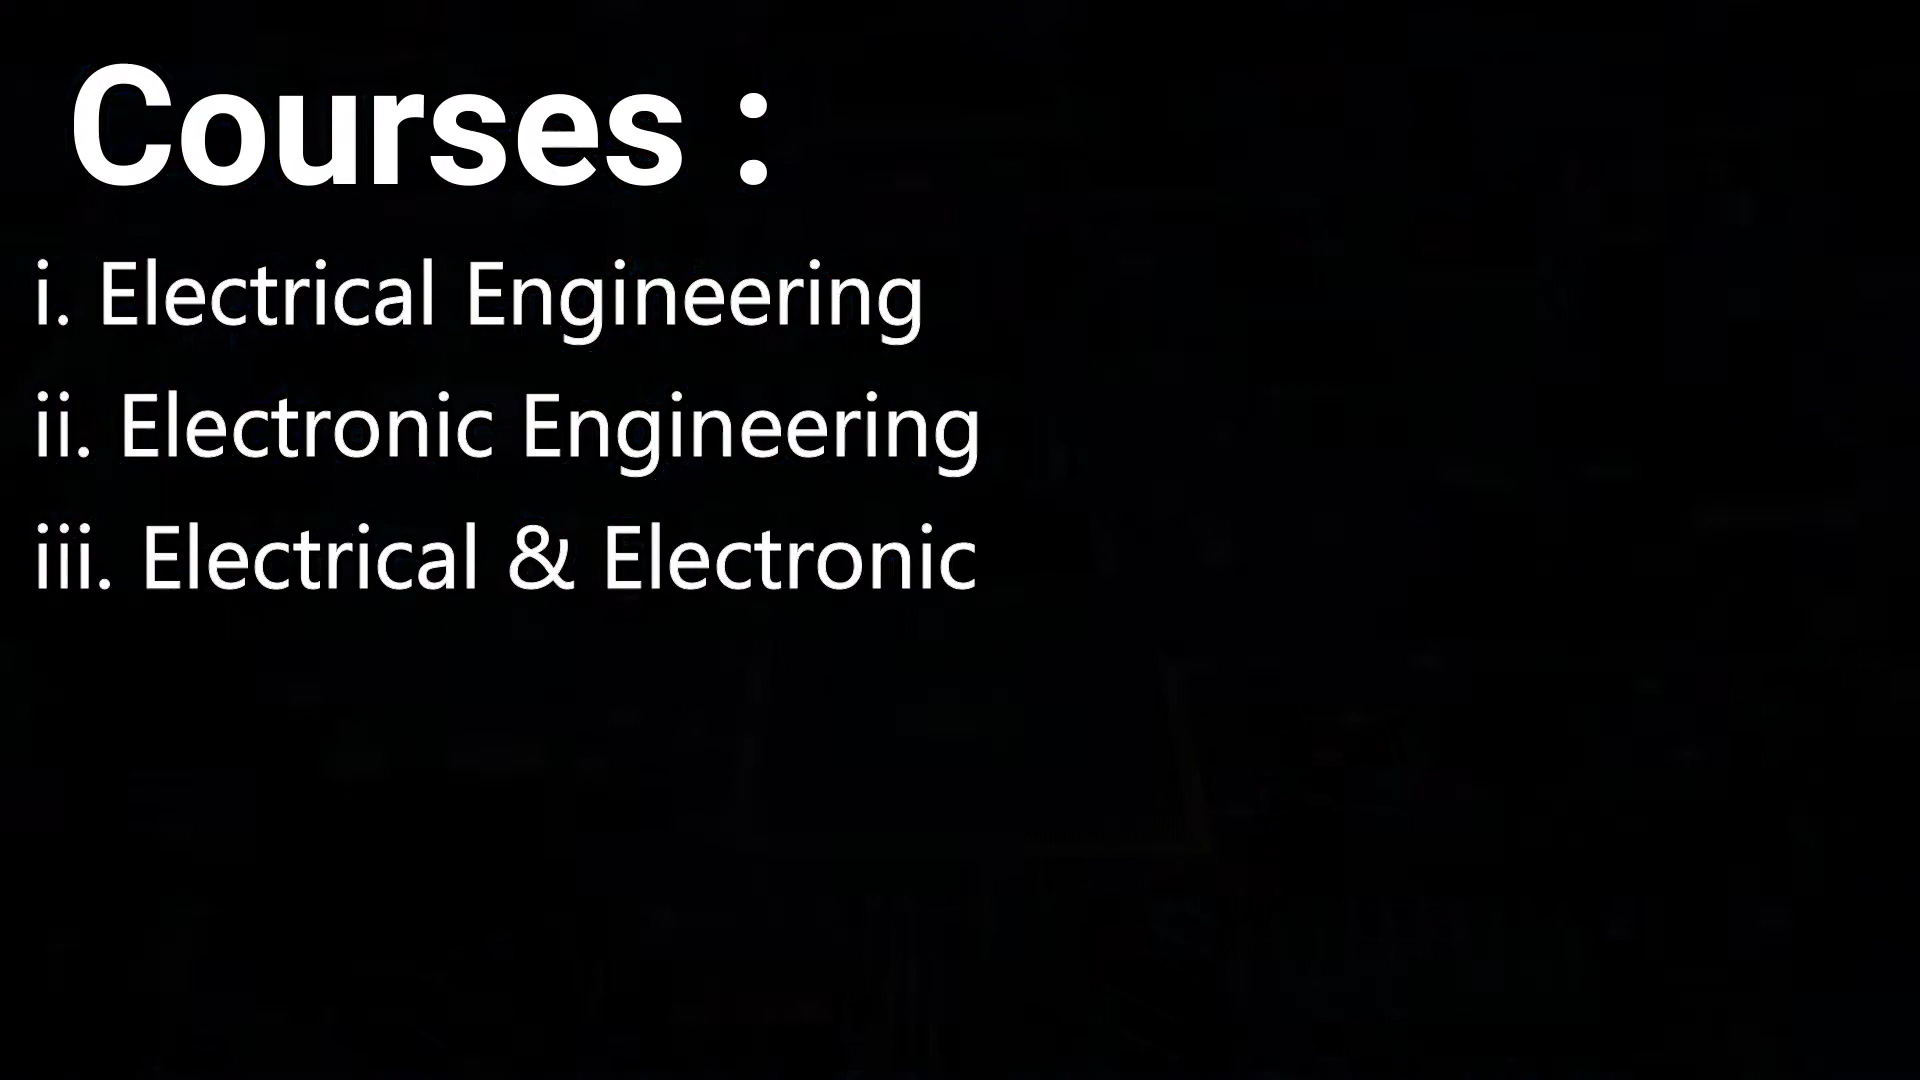 Courses :
i. Electrical Engineering
ii. Electronic Engineering
iii. Electrical & Electronic